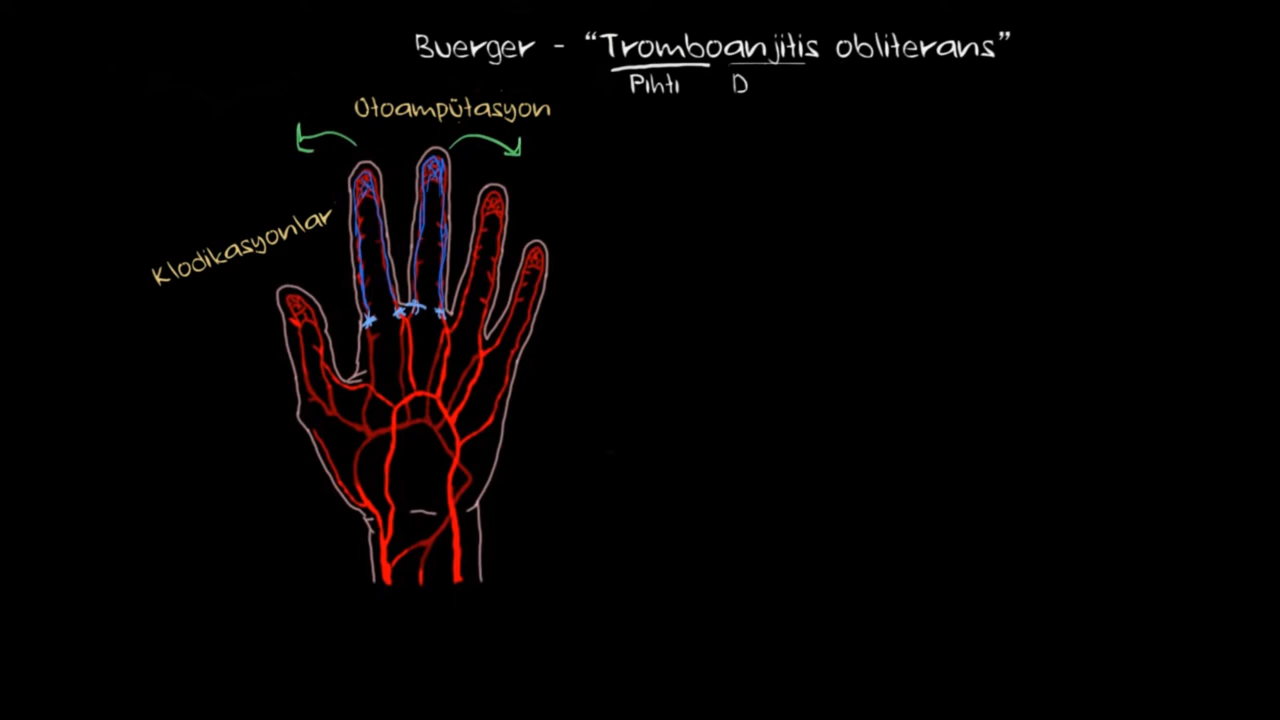 Buerger - "Tromboanjitis obliterans"
Pıhtı D
Otoampütasyon
Klodikasyonlar